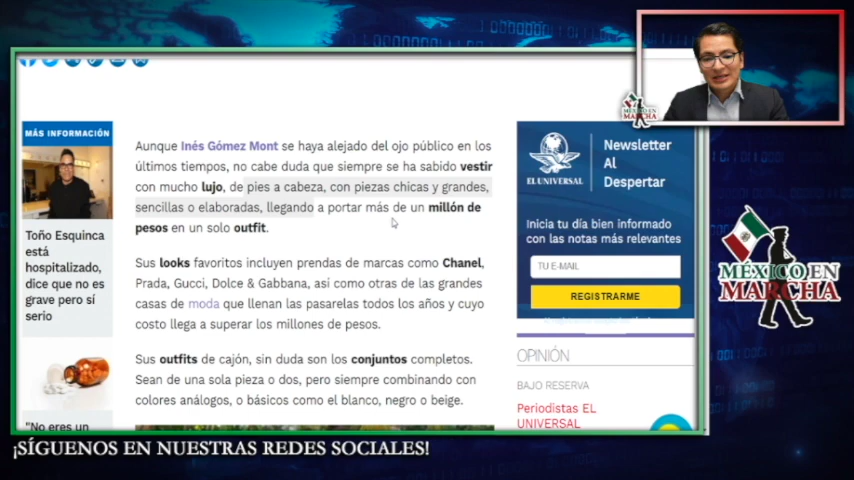 MÁS INFORMACIÓN
Toño Esquinca
está
hospitalizado,
dice que no es
grave pero sí
serio
"No eres un
Aunque Inés Gómez Mont se haya alejado del ojo público en los
últimos tiempos, no cabe duda que siempre se ha sabido vestir
con mucho lujo, de pies a cabeza, con piezas chicas y grandes,
sencillas o elaboradas, llegando a portar más de un millón de
pesos en un solo outfit.
Sus looks favoritos incluyen prendas de marcas como Chanel,
Prada, Gucci, Dolce & Gabbana, así como otras de las grandes
casas de moda que llenan las pasarelas todos los años y cuyo
costo llega a superar los millones de pesos.
Sus outfits de cajón, sin duda son los conjuntos completos.
Sean de una sola pieza o dos, pero siempre combinando con
colores análogos, o básicos como el blanco, negro o beige.
EL UNIVERSAL
Newsletter
Al
Despertar
Inicia tu día bien informado
con las notas más relevantes
TU E-MAIL
REGISTRARME
OPINIÓN
BAJO RESERVA
Periodistas EL
UNIVERSAL
MÉXICO EN
MARCHA
MÉXICO EN
MARCHA
¡SÍGUENOS EN NUESTRAS REDES SOCIALES!